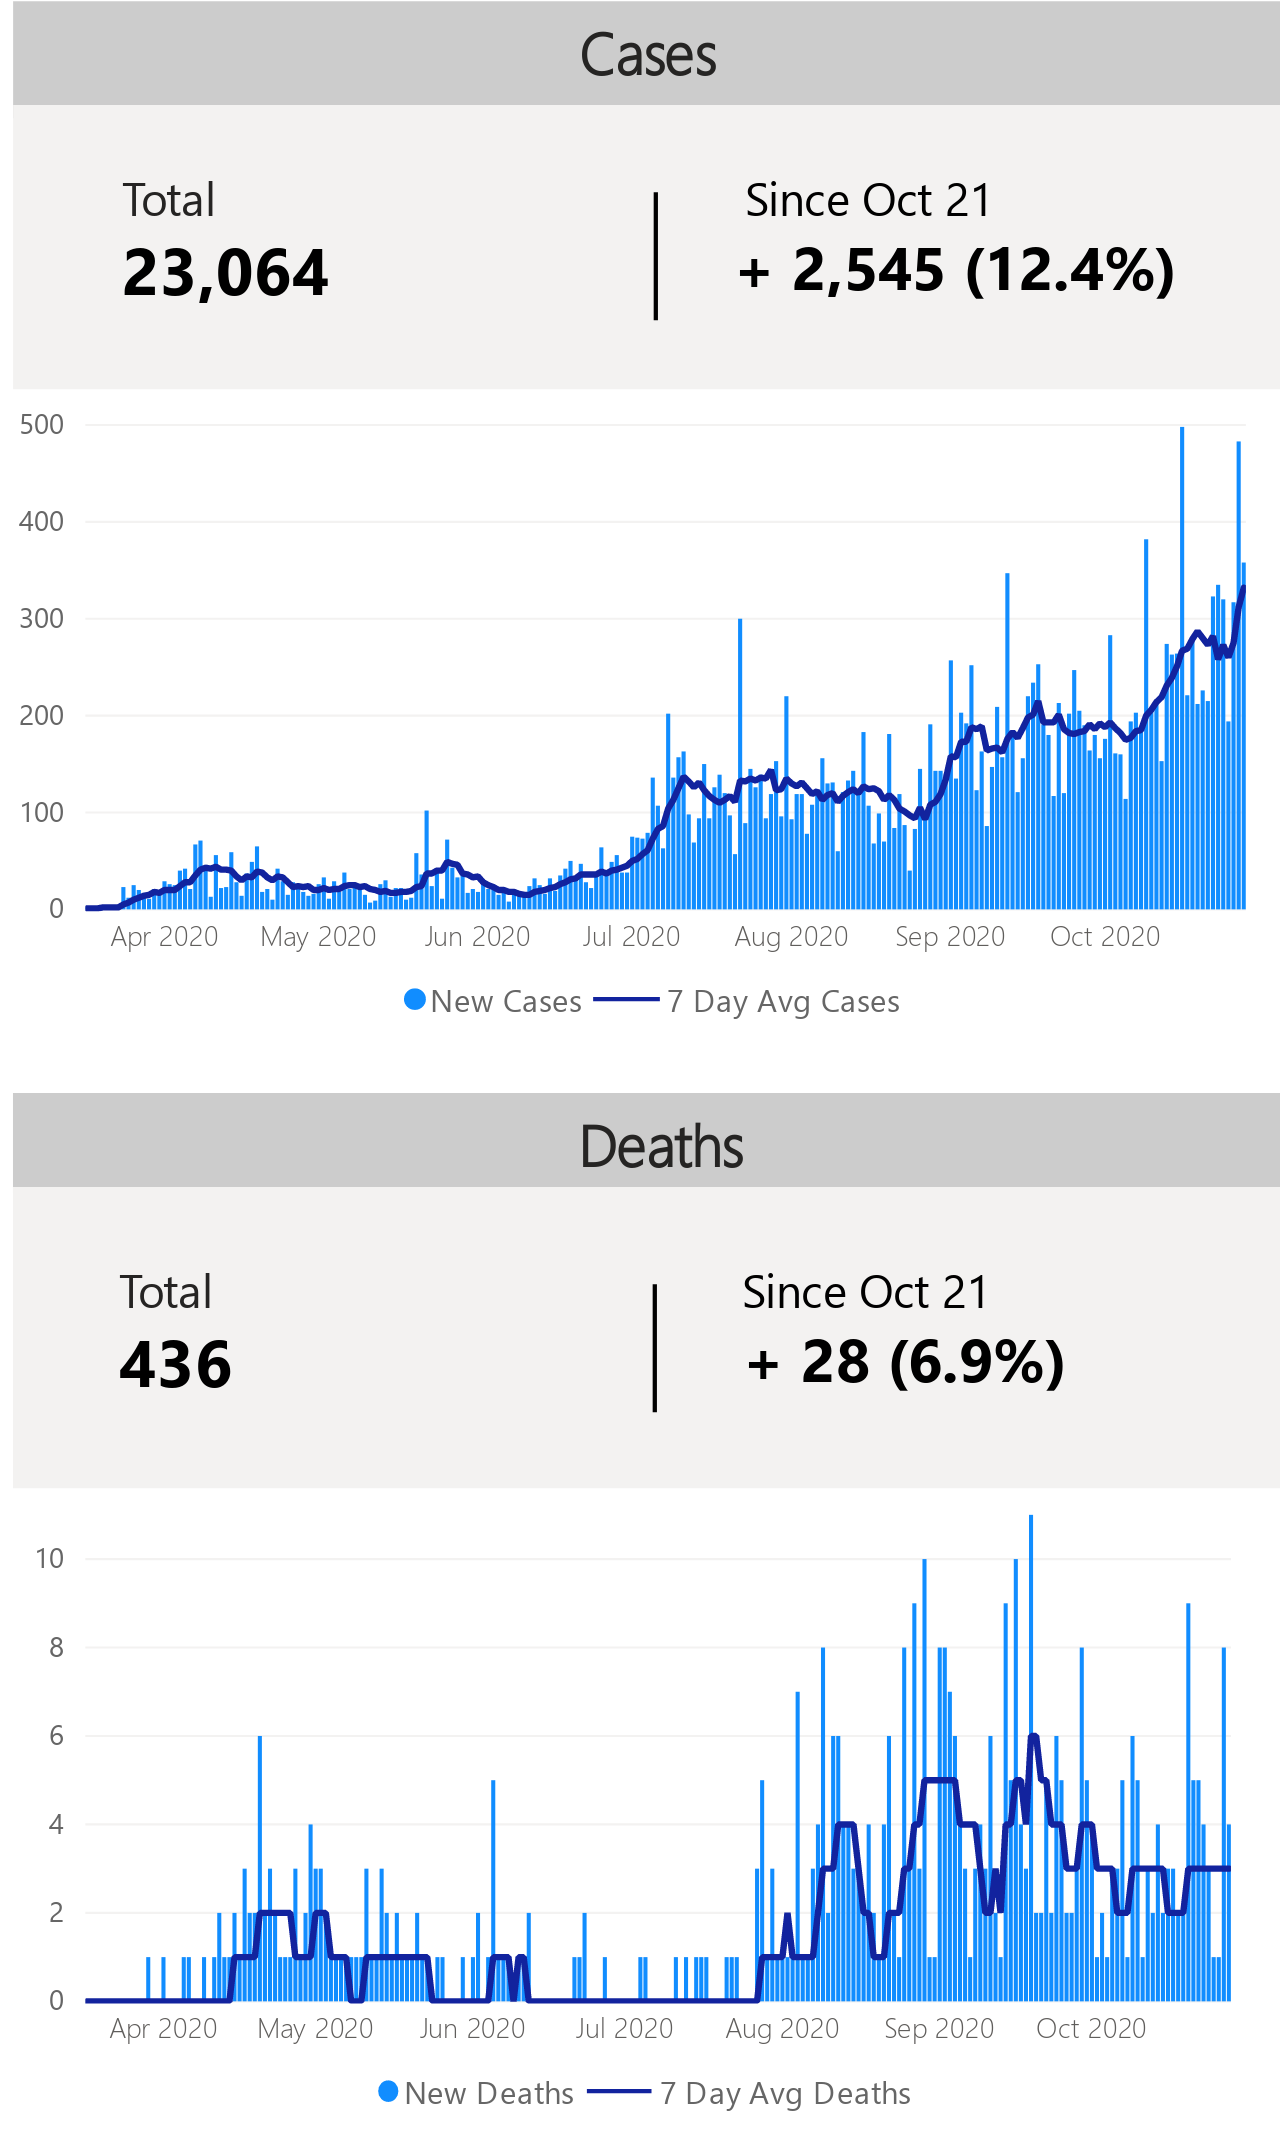 Cases
Total
Since Oct 21
23,064
+ 2,545 (12.4%)
500
400
300
200
100
0
Apr 2020 May 2020 Jun 2020 Jul 2020 Aug 2020 Sep 2020 Oct 2020
New Cases 7 Day Avg Cases
Deaths
Total
Since Oct 21
436
+ 28 (6.9%)
10
8
6
4
2
0
Apr 2020 May 2020 Jun 2020 Jul 2020 Aug 2020 Sep 2020 Oct 2020
New Deaths 7 Day Avg Deaths